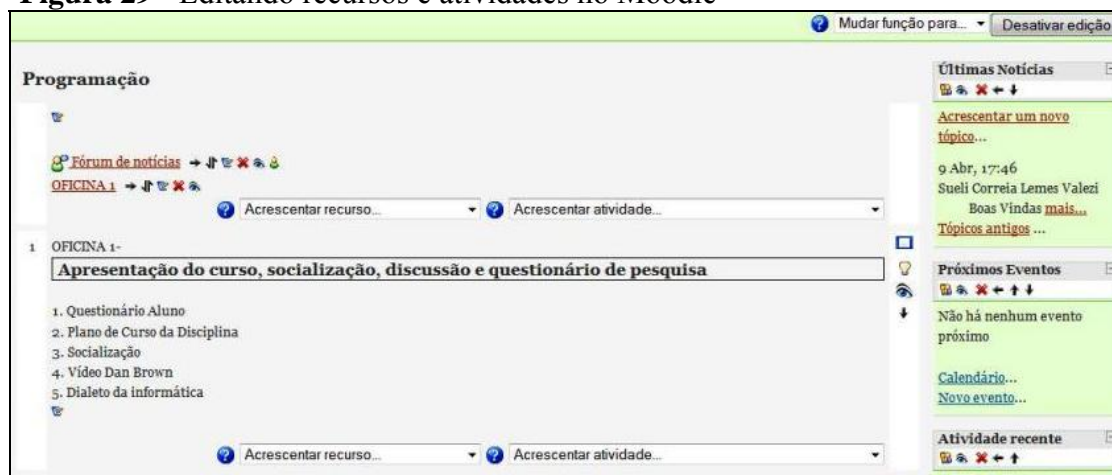 Figura 29 - Editando recursos e atividades no Moodle
Mudar função para...
Desativar edição
Programação
Fórum de notícias
OFICINA 1
Acrescentar recurso...
Acrescentar atividade...
1 OFICINA 1-
Apresentação do curso, socialização, discussão e questionário de pesquisa
1. Questionário Aluno
2. Plano de Curso da Disciplina
3. Socialização
4. Vídeo Dan Brown
5. Dialeto da informática
Acrescentar recurso...
Acrescentar atividade...
Últimas Notícias
Acrescentar um novo
tópico...
9 Abr, 17:46
Sueli Correia Lemes Valezi
Boas Vindas mais...
Tópicos antigos ...
Próximos Eventos
Não há nenhum evento
próximo
Calendário...
Novo evento...
Atividade recente